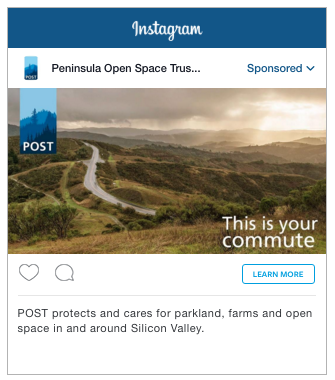 Instagram
POST
Peninsula Open Space Trus...
Sponsored
POST
This is your
commute
LEARN MORE
POST protects and cares for parkland, farms and open
space in and around Silicon Valley.